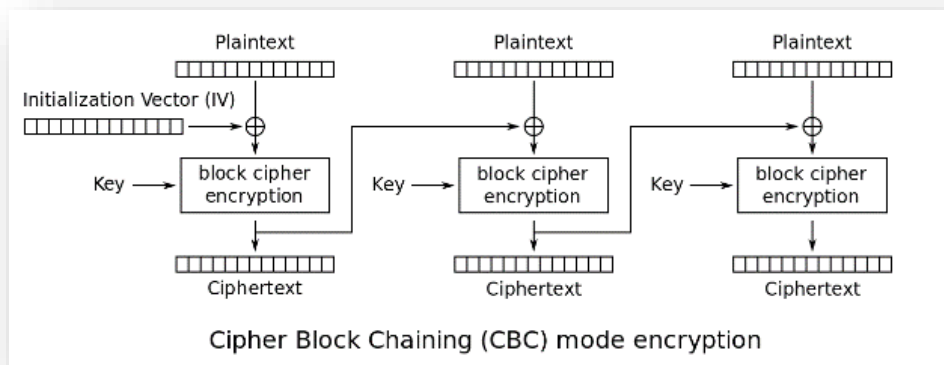 Plaintext
Plaintext
Plaintext
Initialization Vector (IV)
Key
block cipher
encryption
Key
block cipher
encryption
Key
block cipher
encryption
Ciphertext
Ciphertext
Ciphertext
Cipher Block Chaining (CBC) mode encryption